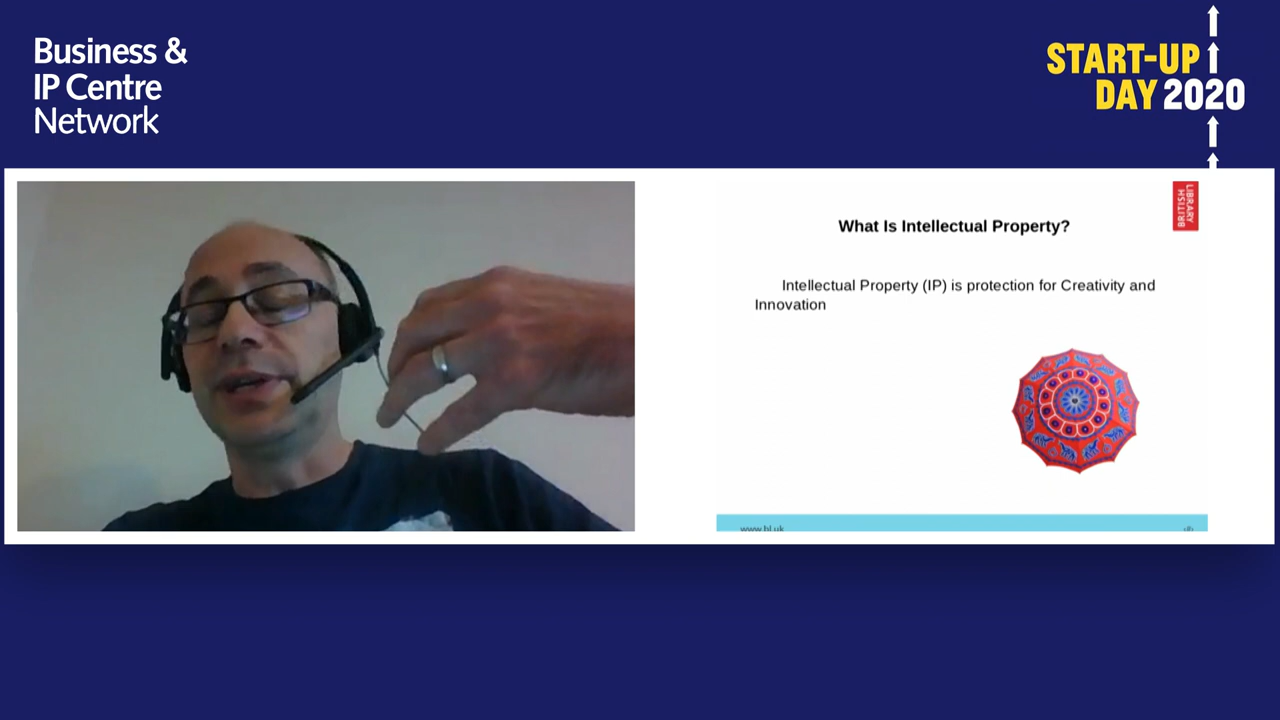 Business &
IP Centre
Network
START-UP
DAY 2020
BRITISH
LIBRARY
What Is Intellectual Property?
Intellectual Property (IP) is protection for Creativity and
Innovation
www.bl.uk